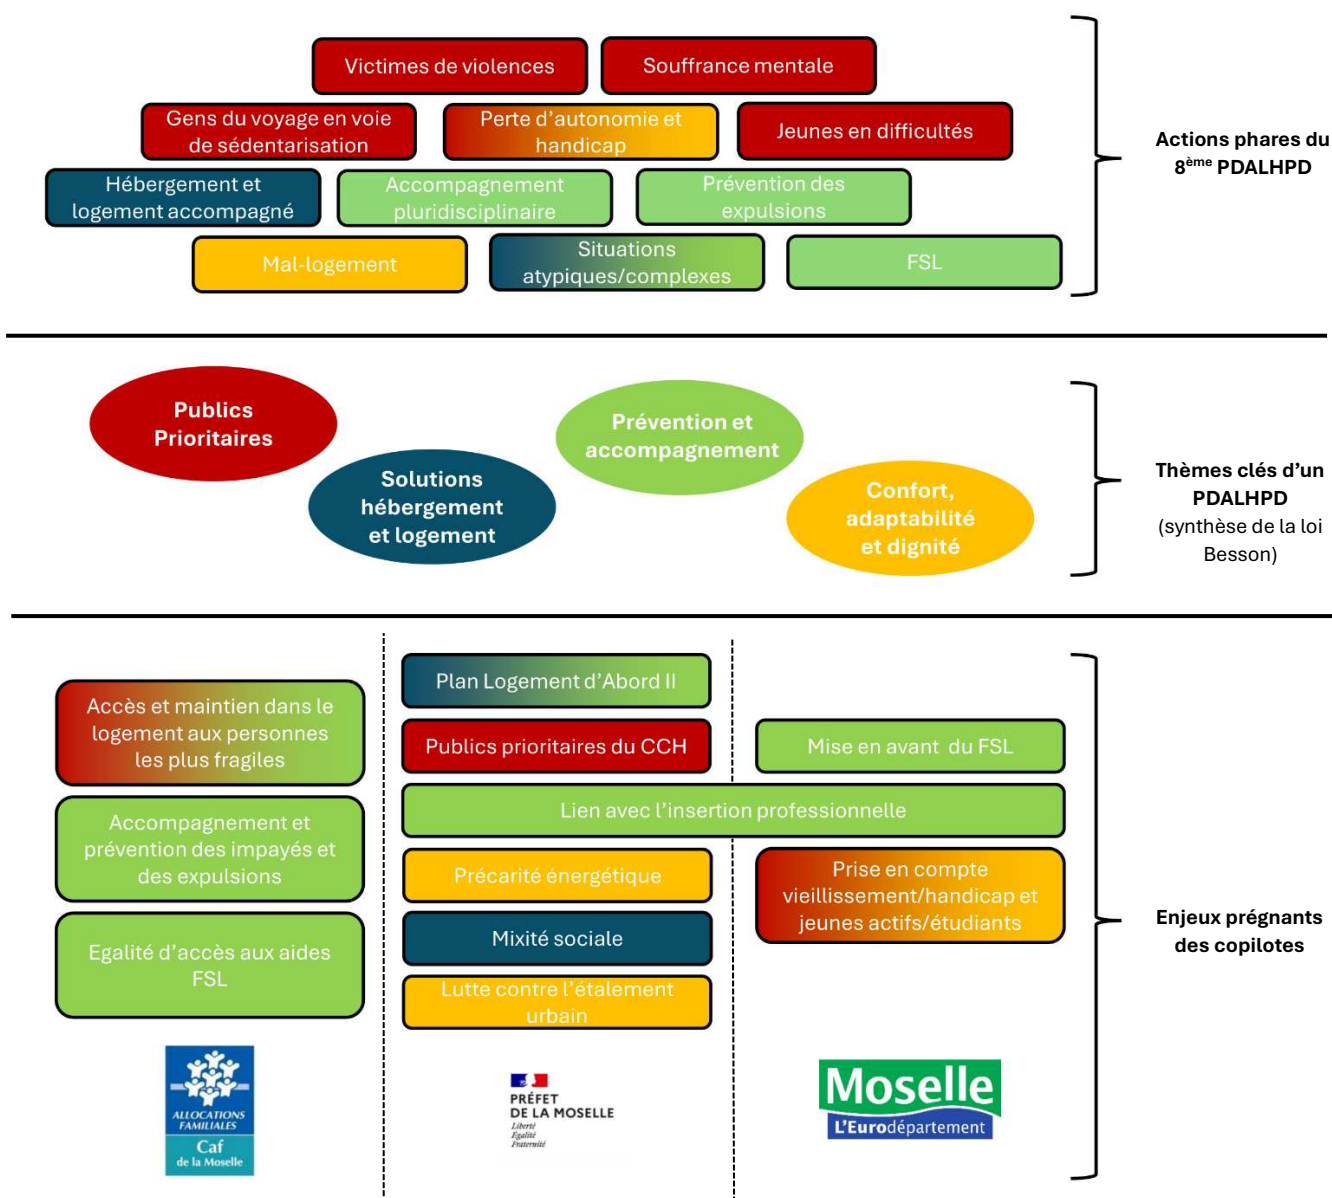 Victimes de violences
Souffrance mentale
Gens du voyage en voie
de sédentarisation
Perte d'autonomie et
handicap
Jeunes en difficultés
Hébergement et
logement accompagné
Accompagnement
pluridisciplinaire
Prévention des
expulsions
Mal-logement
Situations
atypiques/complexes
FSL
Actions phares du
8ème PDALHPD
Publics
Prioritaires
Solutions
hébergement
et logement
Prévention et
accompagnement
Confort,
adaptabilité
et dignité
Thèmes clés d'un
PDALHPD
(synthèse de la loi
Besson)
Accès et maintien dans le
logement aux personnes
les plus fragiles
Accompagnement et
prévention des impayés et
des expulsions
Egalité d'accès aux aides
FSL
ALLOCATIONS
FAMILIALES
Caf
de la Moselle
Plan Logement d'Abord II
Publics prioritaires du CCH
Lien avec l'insertion professionnelle
Précarité énergétique
Mixité sociale
Lutte contre l'étalement
urbain
PRÉFET
DE LA MOSELLE
Liberté
Égalité
Fraternité
Mise en avant du FSL
Prise en compte
vieillissement/handicap et
jeunes actifs/étudiants
Moselle
L'Eurodépartement
Enjeux prégnants
des copilotes